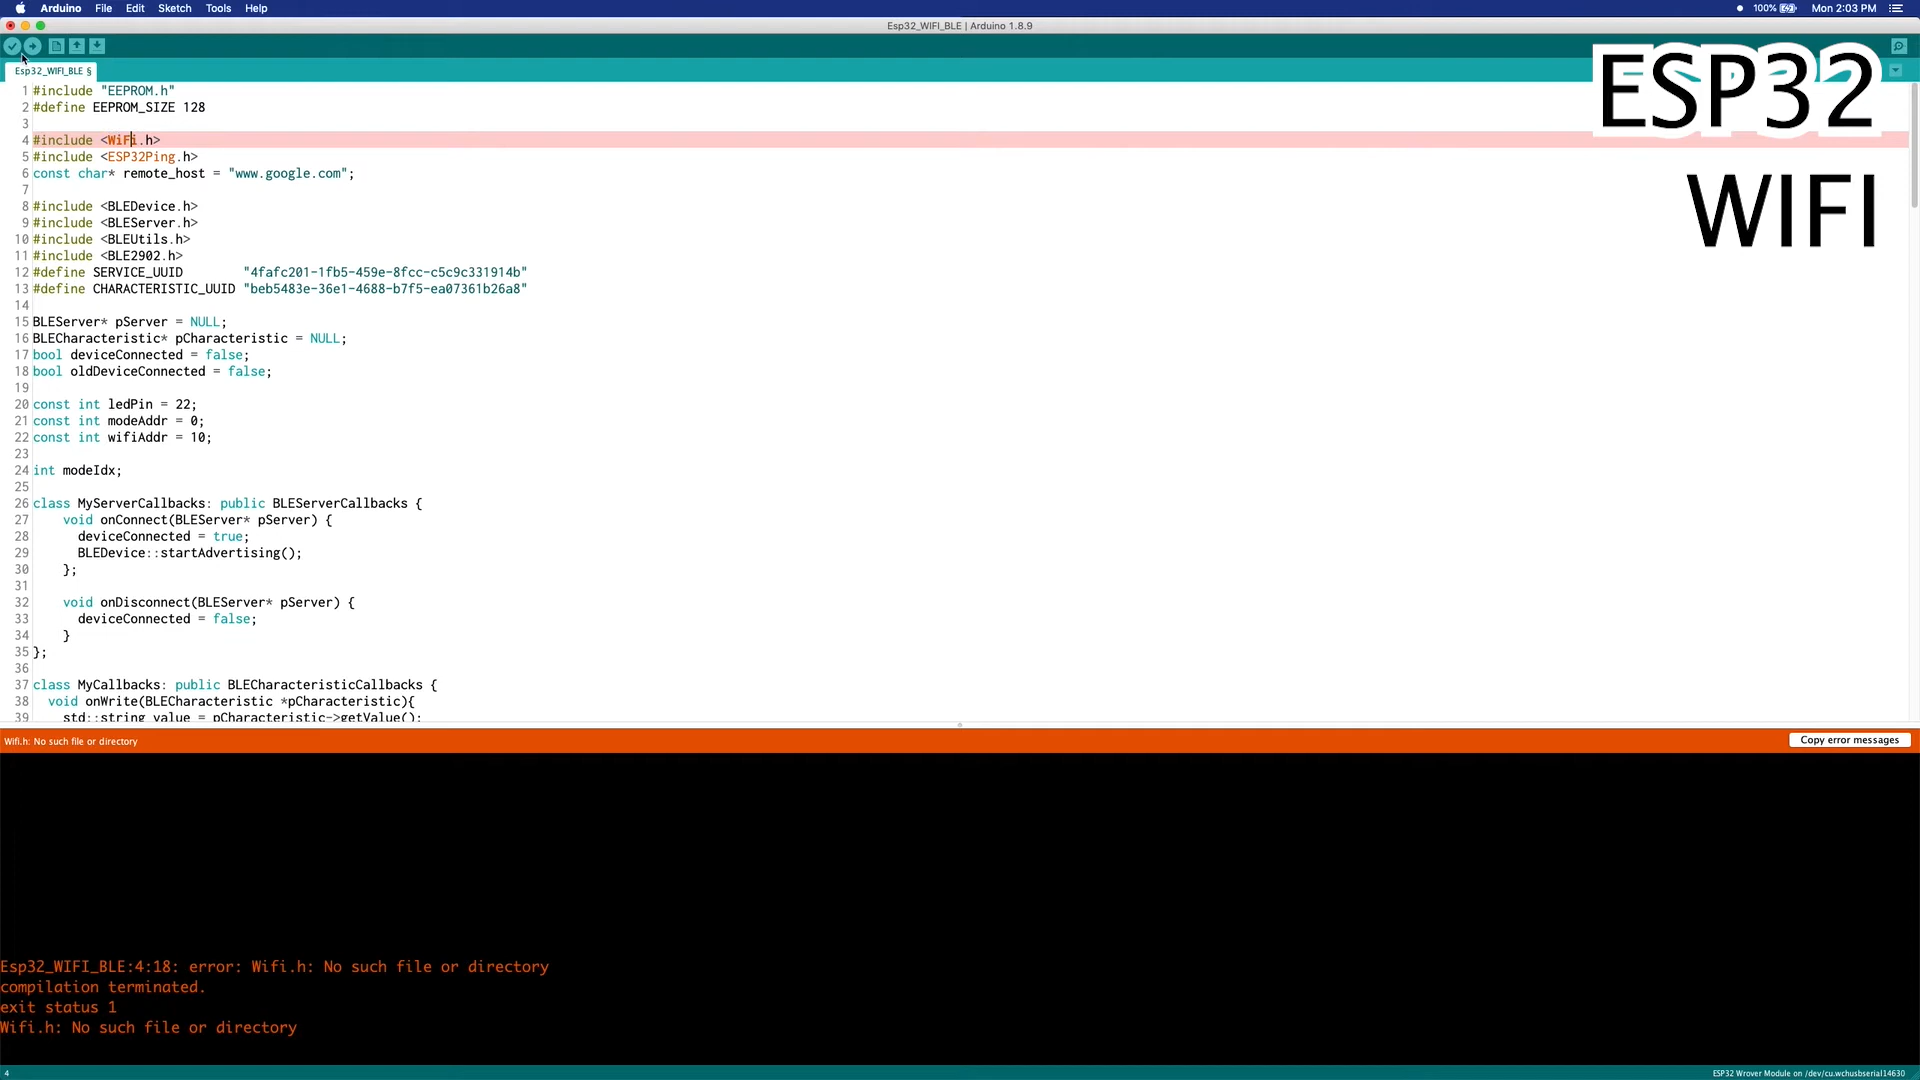 Arduino File Edit Sketch Tools Help
100% Mon 2:03 PM
Esp32_WIFI_BLE | Arduino 1.8.9
Esp32_WIFI_BLE §
ESP32
WIFI
1 #include "EEPROM.h"
2 #define EEPROM_SIZE 128
3
4 #include <WiFi.h>
5 #include <ESP32Ping.h>
6 const char* remote_host = "www.google.com";
7
8 #include <BLEDevice.h>
9 #include <BLEServer.h>
10 #include <BLEUtils.h>
11 #include <BLE2902.h>
12 #define SERVICE_UUID        "4fafc201-1fb5-459e-8fcc-c5c9c331914b"
13 #define CHARACTERISTIC_UUID "beb5483e-36e1-4688-b7f5-ea07361b26a8"
14
15 BLEServer* pServer = NULL;
16 BLECharacteristic* pCharacteristic = NULL;
17 bool deviceConnected = false;
18 bool oldDeviceConnected = false;
19
20 const int ledPin = 22;
21 const int modeAddr = 0;
22 const int wifiAddr = 10;
23
24 int modeIdx;
25
26 class MyServerCallbacks: public BLEServerCallbacks {
27     void onConnect(BLEServer* pServer) {
28       deviceConnected = true;
29       BLEDevice::startAdvertising();
30     };
31
32     void onDisconnect(BLEServer* pServer) {
33       deviceConnected = false;
34     }
35 };
36
37 class MyCallbacks: public BLECharacteristicCallbacks {
38   void onWrite(BLECharacteristic *pCharacteristic){
39     std::string value = pCharacteristic->getValue();
Wifi.h: No such file or directory
Copy error messages
Esp32_WIFI_BLE:4:18: error: Wifi.h: No such file or directory
compilation terminated.
exit status 1
Wifi.h: No such file or directory
4
ESP32 Wrover Module on /dev/cu.wchusbserial14630